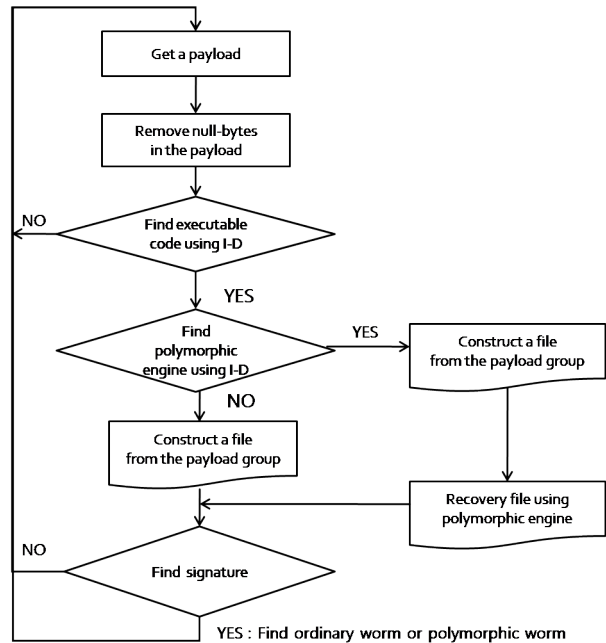 Get a payload
Remove null-bytes
in the payload
NO
Find executable
code using I-D
YES
Find
polymorphic
engine using I-D
YES
Construct a file
from the payload group
NO
Construct a file
from the payload group
Recovery file using
polymorphic engine
NO
Find signature
YES : Find ordinary worm or polymorphic worm